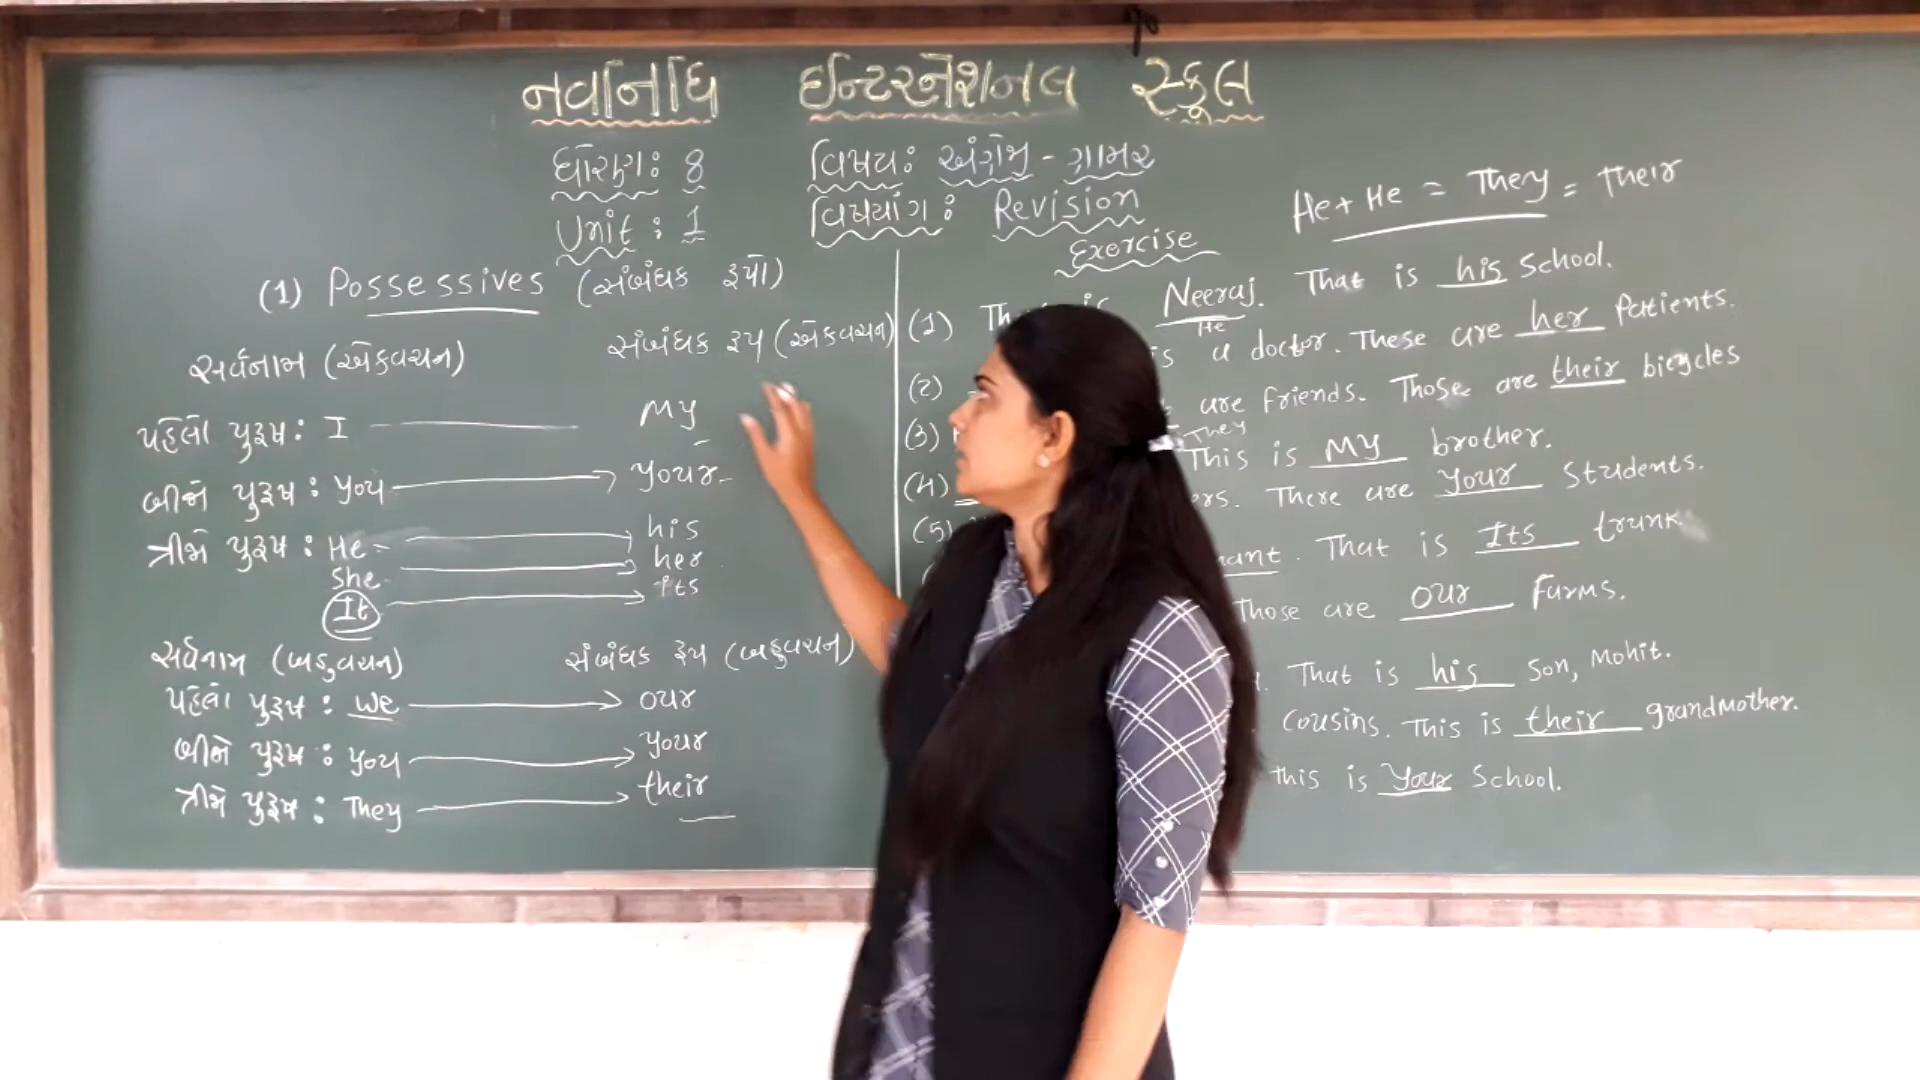 નવનિધિ ઈન્ટરનેશનલ સ્કૂલ
ધોરણ: 8 વિષય: અંગ્રેજી - ગ્રામર
Unit : 1 વિષયાંગ : Revision
(1) Possessives (સંબંધક રૂપો)
સર્વનામ (એકવચન) સંબંધક રૂપ (એકવચન)
પહેલો પુરૂષ : I my
બીજો પુરૂષ : you your
ત્રીજો પુરૂષ : He his
She her
It its
સર્વનામ (બહુવચન) સંબંધક રૂપ (બહુવચન)
પહેલો પુરૂષ : we our
બીજો પુરૂષ : you your
ત્રીજો પુરૂષ : They their
He + He = They = Their
Exercise
(1) is Neeraj. That is his School.
He
(2) is a doctor. These are her Patients.
(3) are friends. Those are their bicycles
They
(4) This is my brother.
(5) There are your Students.
That is Its trunk.
Those are our farms.
That is his Son, Mohit.
cousins. This is their grandmother.
this is your School.